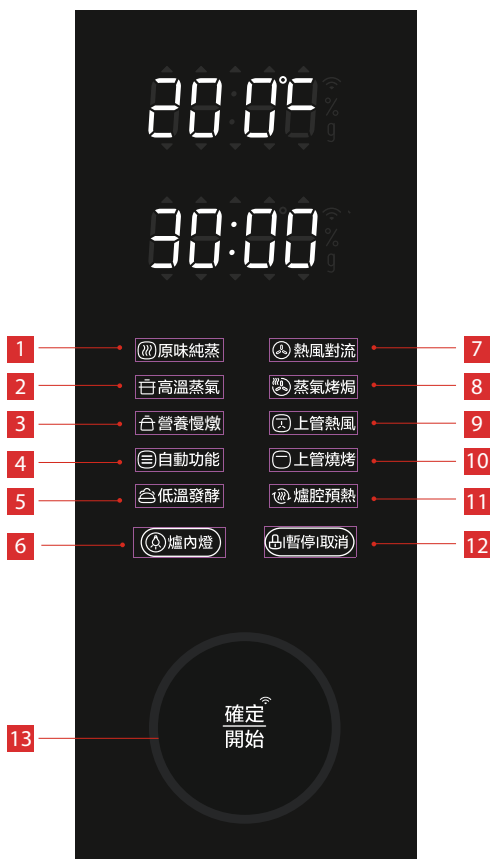 20 0°C
30:00
1 原味純蒸
2 高溫蒸氣
3 營養慢燉
4 自動功能
5 低溫發酵
6 爐內燈
7 熱風對流
8 蒸氣烤焗
9 上管熱風
10 上管燒烤
11 爐腔預熱
12 暫停|取消
% g
% g
確定
開始
13